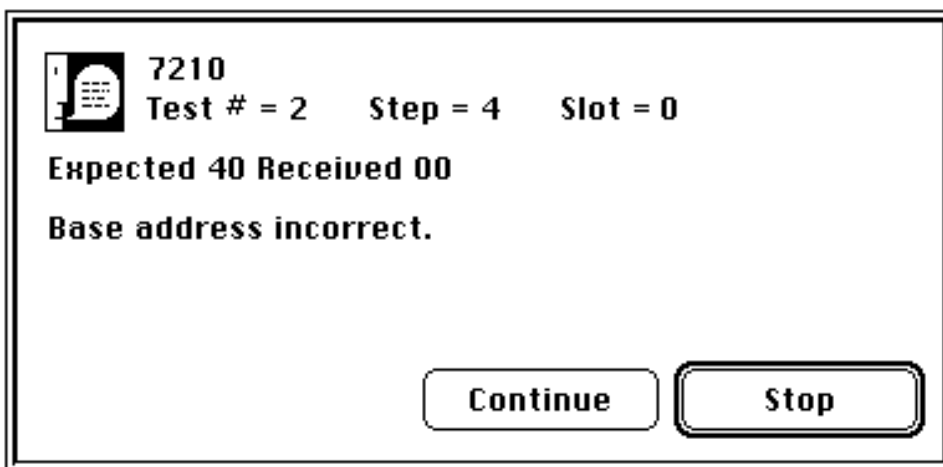 7210
Test # = 2 Step = 4 Slot = 0
Expected 40 Received 00
Base address incorrect.
Continue Stop